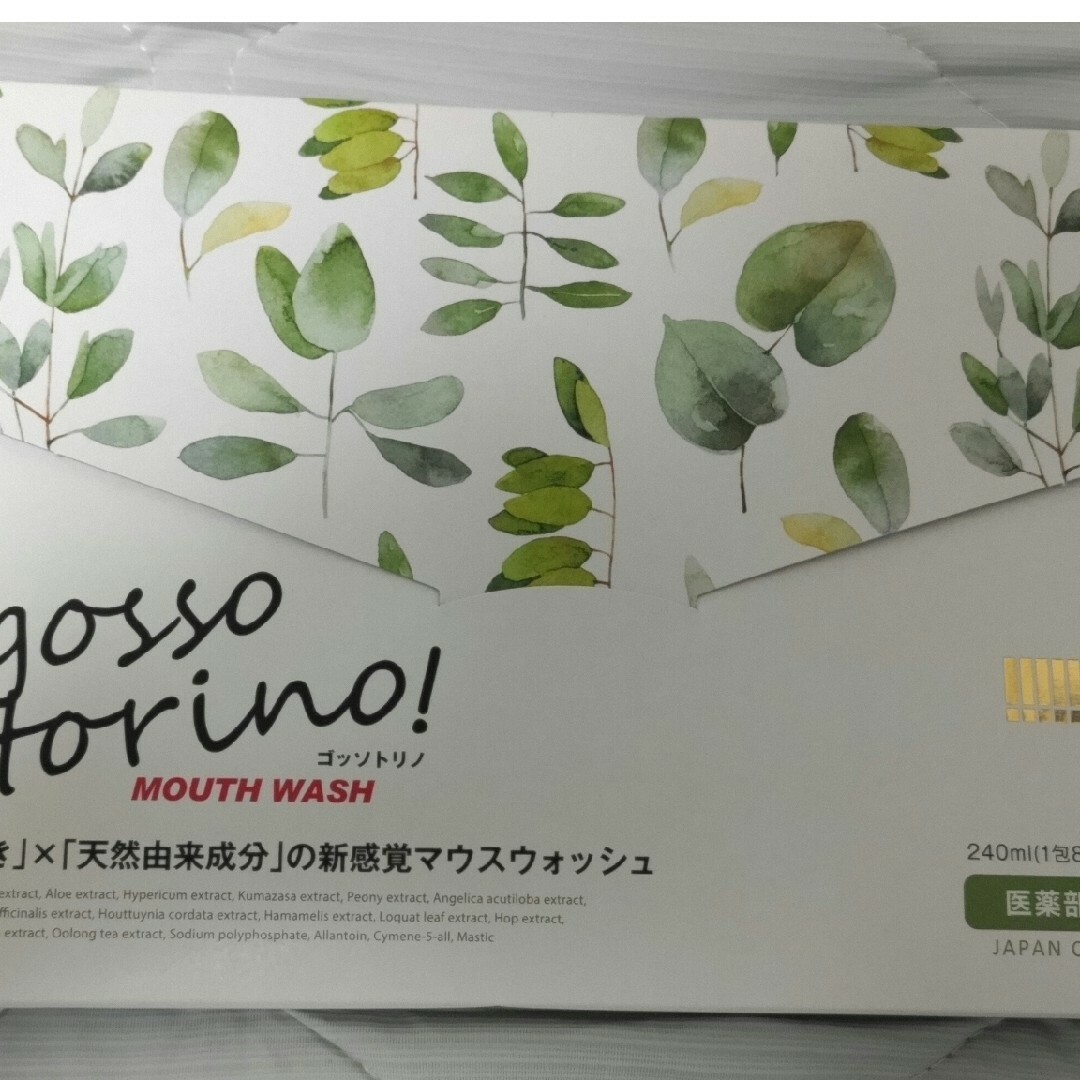 gosso
torino!
ゴッソトリノ
MOUTH WASH
き」×「天然由来成分」の新感覚マウスウォッシュ
extract, Aloe extract, Hypericum extract, Kumazasa extract, Peony extract, Angelica acutiloba extract,
officinalis extract, Houttuynia cordata extract, Hamamelis extract, Loquat leaf extract, Hop extract,
extract, Oolong tea extract, Sodium polyphosphate, Allantoin, Cymene-5-all, Mastic
240ml(1包8
医薬部
JAPAN